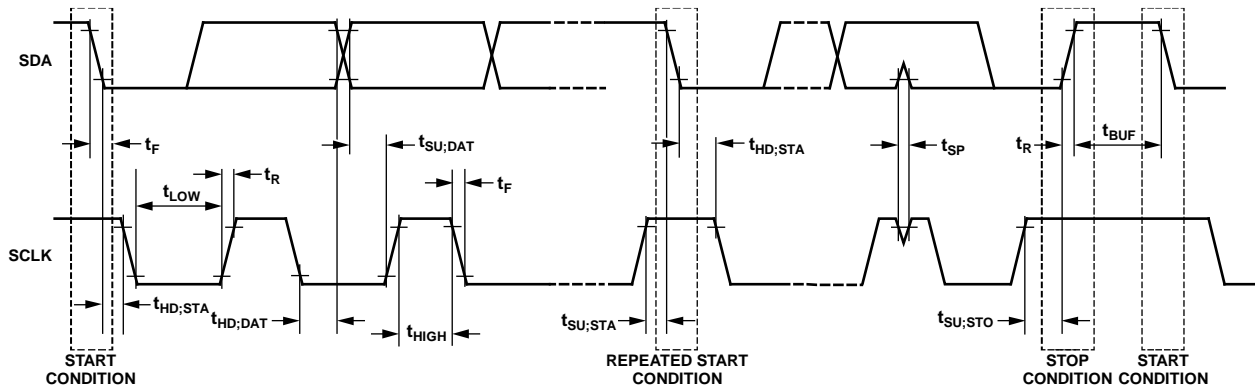 SDA
t_F
t_SU;DAT
t_HD;STA
t_SP
t_R
t_BUF
t_LOW
t_R
t_F
SCLK
t_HD;STA
t_HD;DAT
t_HIGH
t_SU;STA
t_SU;STO
START
CONDITION
REPEATED START
CONDITION
STOP
CONDITION
START
CONDITION